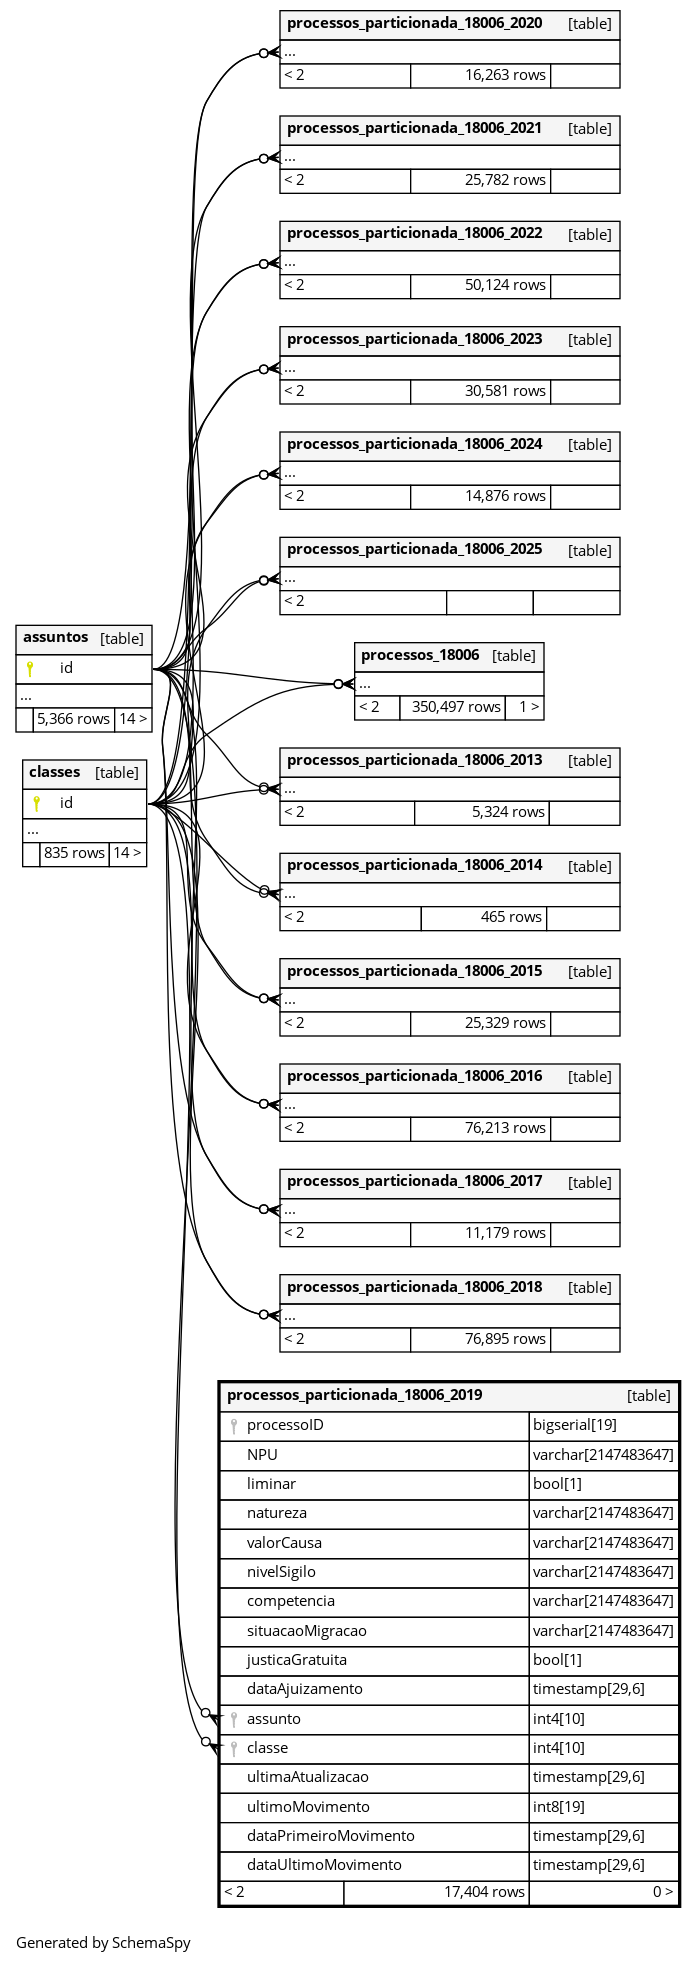 processos_particionada_18006_2020 [table]
...
< 2 16,263 rows
processos_particionada_18006_2021 [table]
...
< 2 25,782 rows
processos_particionada_18006_2022 [table]
...
< 2 50,124 rows
processos_particionada_18006_2023 [table]
...
< 2 30,581 rows
processos_particionada_18006_2024 [table]
...
< 2 14,876 rows
processos_particionada_18006_2025 [table]
...
< 2
assuntos [table]
id
...
5,366 rows 14 >
processos_18006 [table]
...
< 2 350,497 rows 1 >
classes [table]
id
...
835 rows 14 >
processos_particionada_18006_2013 [table]
...
< 2 5,324 rows
processos_particionada_18006_2014 [table]
...
< 2 465 rows
processos_particionada_18006_2015 [table]
...
< 2 25,329 rows
processos_particionada_18006_2016 [table]
...
< 2 76,213 rows
processos_particionada_18006_2017 [table]
...
< 2 11,179 rows
processos_particionada_18006_2018 [table]
...
< 2 76,895 rows
processos_particionada_18006_2019 [table]
processoID bigserial[19]
NPU varchar[2147483647]
liminar bool[1]
natureza varchar[2147483647]
valorCausa varchar[2147483647]
nivelSigilo varchar[2147483647]
competencia varchar[2147483647]
situacaoMigracao varchar[2147483647]
justicaGratuita bool[1]
dataAjuizamento timestamp[29,6]
assunto int4[10]
classe int4[10]
ultimaAtualizacao timestamp[29,6]
ultimoMovimento int8[19]
dataPrimeiroMovimento timestamp[29,6]
dataUltimoMovimento timestamp[29,6]
< 2 17,404 rows 0 >
Generated by SchemaSpy